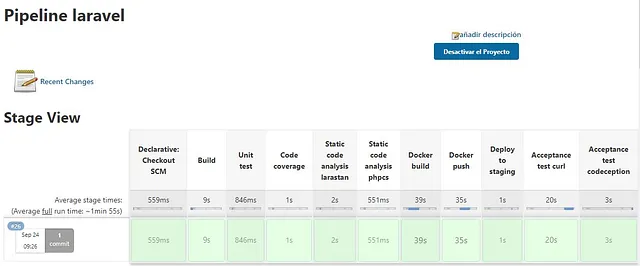 Pipeline laravel
añadir descripción
Desactivar el Proyecto
Recent Changes
Stage View
Declarative: Checkout SCM
Build
Unit test
Code coverage
Static code analysis larastan
Static code analysis phpcs
Docker build
Docker push
Deploy to staging
Acceptance test curl
Acceptance test codeception
Average stage times:
(Average full run time: ~1min 55s)
559ms 9s 846ms 1s 2s 551ms 39s 35s 1s 20s 3s
#26
Sep 24
09:26
1
commit
559ms 9s 846ms 1s 2s 551ms 39s 35s 1s 20s 3s